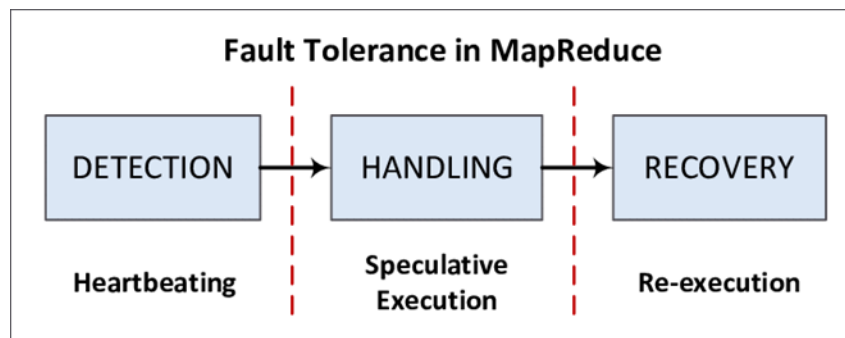 Fault Tolerance in MapReduce
DETECTION
HANDLING
RECOVERY
Heartbeating
Speculative
Execution
Re-execution